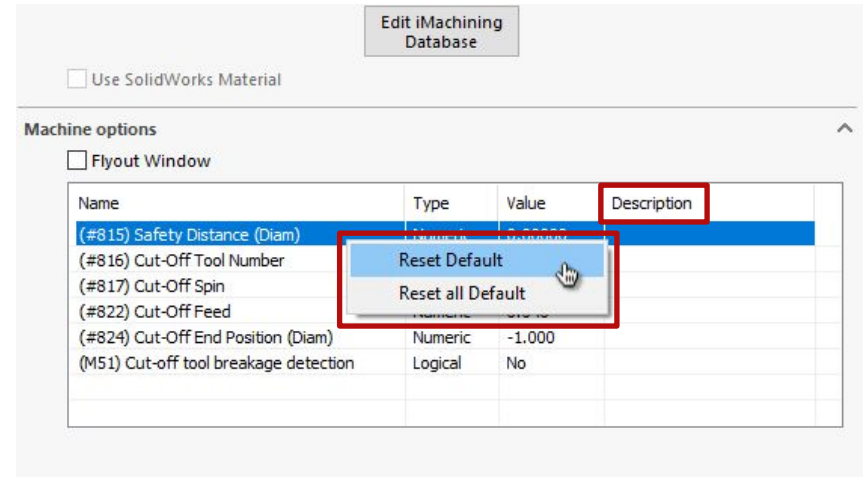 Edit iMachining
Database
Use SolidWorks Material
Machine options
Flyout Window
Name Type Value Description
(#815) Safety Distance (Diam)
(#816) Cut-Off Tool Number Reset Default
(#817) Cut-Off Spin Reset all Default
(#822) Cut-Off Feed
(#824) Cut-Off End Position (Diam) Numeric -1.000
(M51) Cut-off tool breakage detection Logical No